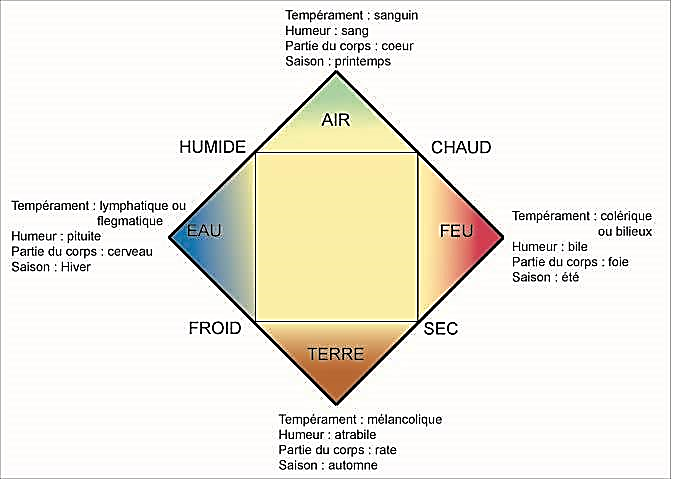 Tempérament : sanguin
Humeur : sang
Partie du corps : coeur
Saison : printemps
AIR
HUMIDE
CHAUD
Tempérament : lymphatique ou
flegmatique
Humeur : pituite
Partie du corps : cerveau
Saison : Hiver
EAU
FEU
Tempérament : colérique
ou bilieux
Humeur : bile
Partie du corps : foie
Saison : été
FROID
SEC
TERRE
Tempérament : mélancolique
Humeur : atrabile
Partie du corps : rate
Saison : automne